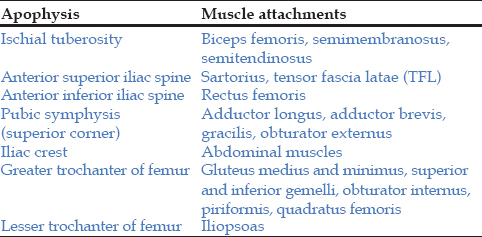 Apophysis Muscle attachments
Ischial tuberosity Biceps femoris, semimembranosus,
semitendinosus
Anterior superior iliac spine Sartorius, tensor fascia latae (TFL)
Anterior inferior iliac spine Rectus femoris
Pubic symphysis Adductor longus, adductor brevis,
(superior corner) gracilis, obturator externus
Iliac crest Abdominal muscles
Greater trochanter of femur Gluteus medius and minimus, superior
and inferior gemelli, obturator internus,
piriformis, quadratus femoris
Lesser trochanter of femur Iliopsoas